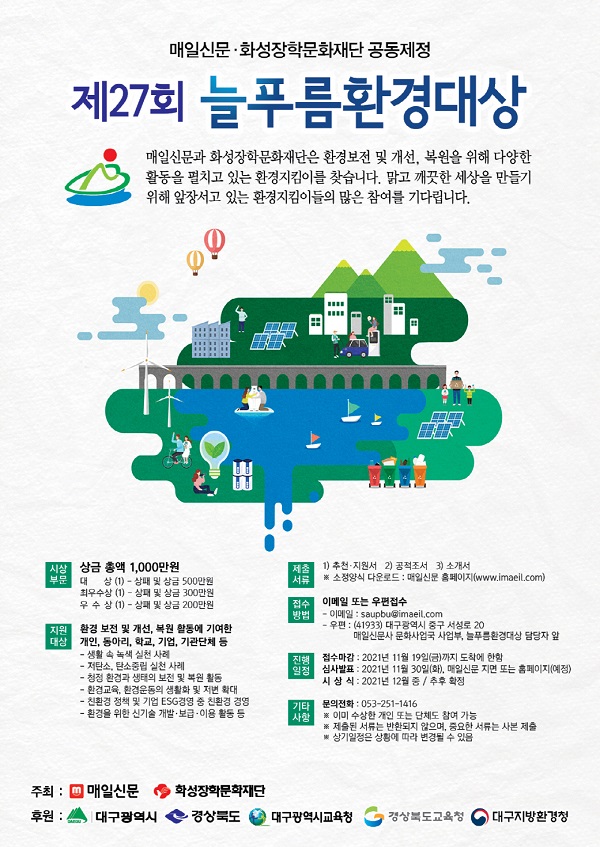 매일신문·화성장학문화재단 공동제정
제27회 늘푸름환경대상
매일신문과 화성장학문화재단은 환경보전 및 개선, 복원을 위해 다양한
활동을 펼치고 있는 환경지킴이를 찾습니다. 맑고 깨끗한 세상을 만들기
위해 앞장서고 있는 환경지킴이들의 많은 참여를 기다립니다.
시상
부문
상금 총액 1,000만원
대 상 (1) - 상패 및 상금 500만원
최우수상 (1) - 상패 및 상금 300만원
우 수 상 (1) - 상패 및 상금 200만원
지원
대상
환경 보전 및 개선, 복원 활동에 기여한
개인, 동아리, 학교, 기업, 기관단체 등
- 생활 속 녹색 실천 사례
- 저탄소, 탄소중립 실천 사례
- 청정 환경과 생태의 보전 및 복원 활동
- 환경교육, 환경운동의 생활화 및 저변 확대
- 친환경 정책 및 기업 ESG경영 중 친환경 경영
- 환경을 위한 신기술 개발·보급·이용 활동 등
제출
서류
1) 추천·지원서 2) 공적조서 3) 소개서
※ 소정양식 다운로드 : 매일신문 홈페이지(www.imaeil.com)
접수
방법
이메일 또는 우편접수
- 이메일 : saupbu@imaeil.com
- 우편 : (41933) 대구광역시 중구 서성로 20
매일신문사 문화사업국 사업부, 늘푸름환경대상 담당자 앞
진행
일정
접수마감 : 2021년 11월 19일(금)까지 도착에 한함
심사발표 : 2021년 11월 30일(화), 매일신문 지면 또는 홈페이지(예정)
시 상 식 : 2021년 12월 중 / 추후 확정
기타
사항
문의전화 : 053-251-1416
※ 이미 수상한 개인 또는 단체도 참여 가능
※ 제출된 서류는 반환되지 않으며, 중요한 서류는 사본 제출
※ 상기일정은 상황에 따라 변경될 수 있음
주최 : 매일신문 화성장학문화재단
후원 : 대구광역시 경상북도 대구광역시교육청 경상북도교육청 대구지방환경청